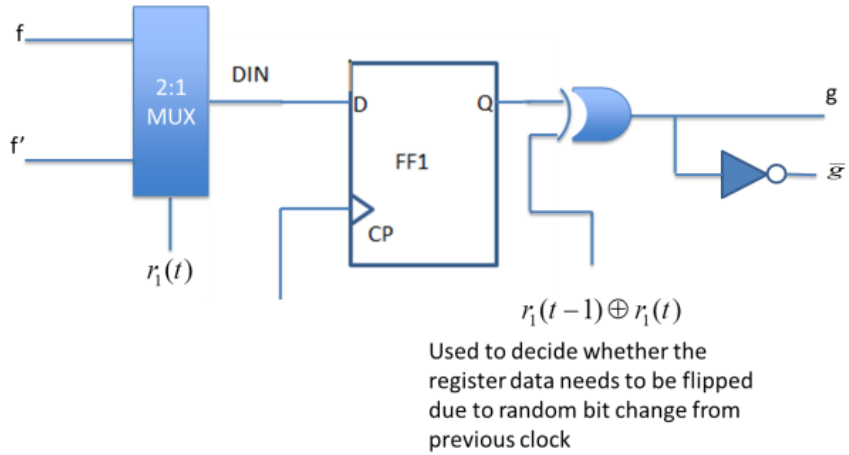 f
f'
2:1
MUX
DIN
D
Q
FF1
CP
g
g̅
r₁(t)
r₁(t−1)⊕r₁(t)
Used to decide whether the
register data needs to be flipped
due to random bit change from
previous clock